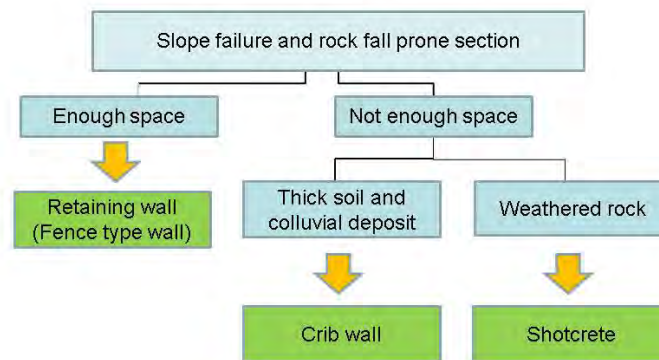 Slope failure and rock fall prone section
Enough space
Not enough space
Retaining wall
(Fence type wall)
Thick soil and
colluvial deposit
Weathered rock
Crib wall
Shotcrete